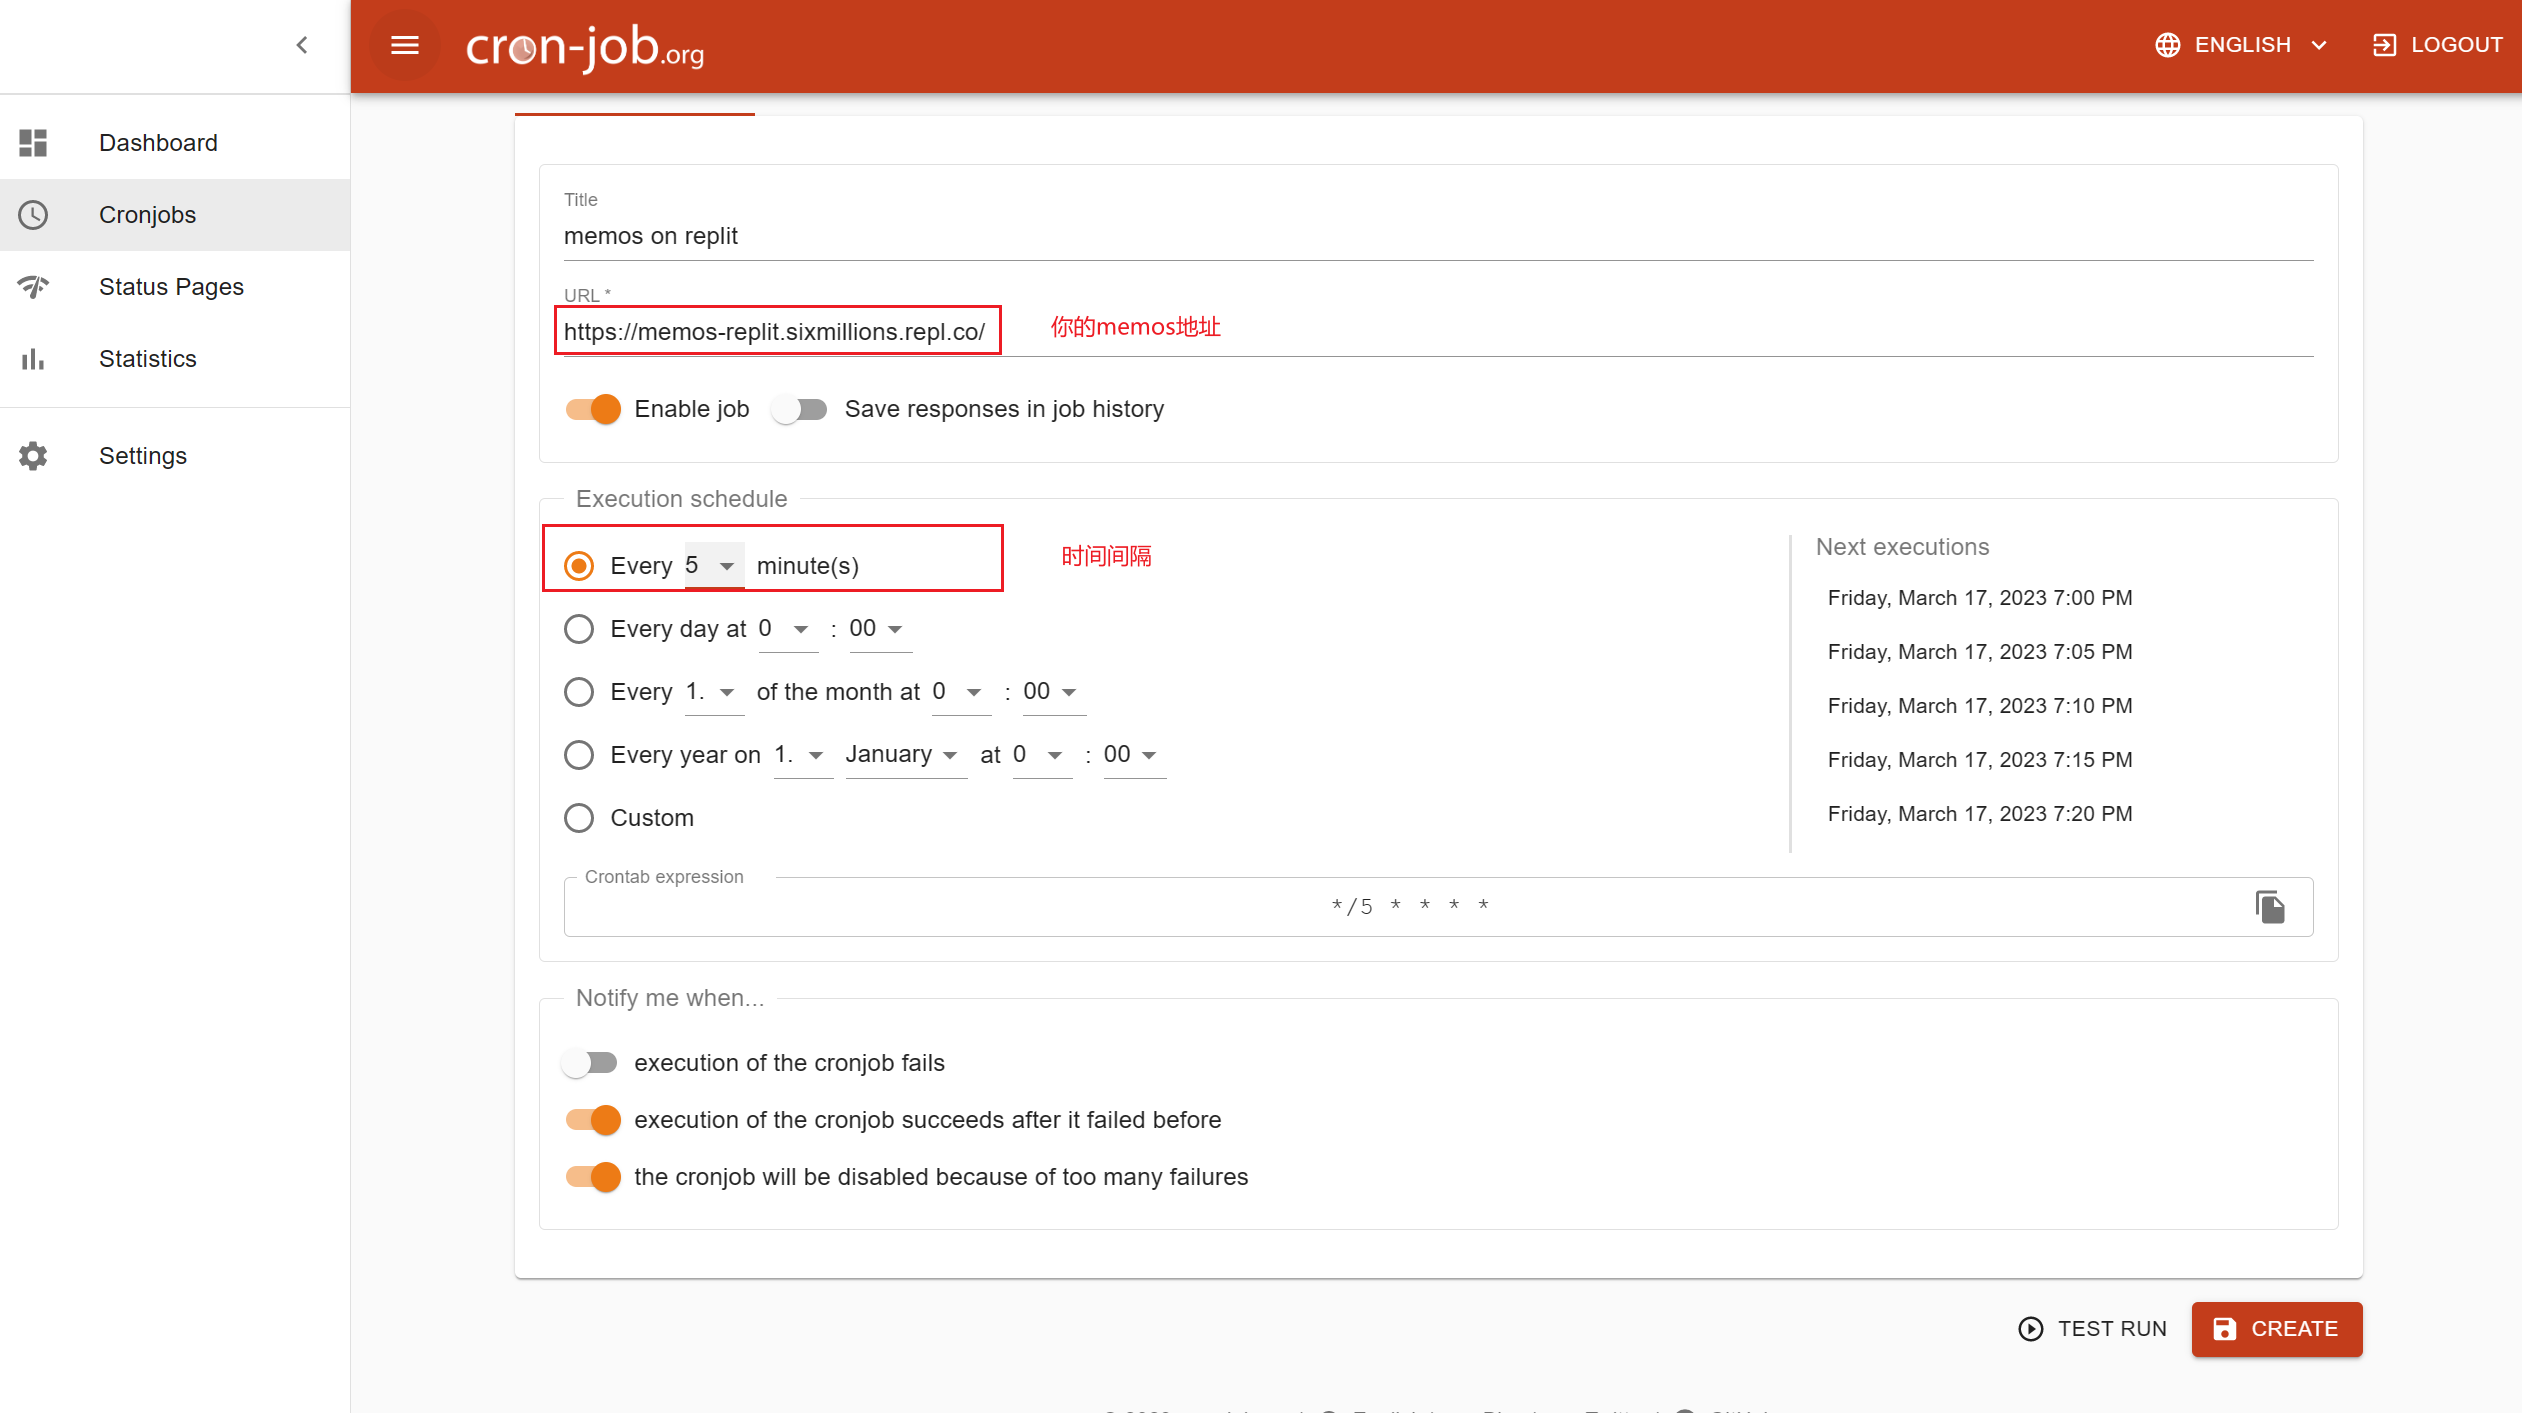 cron-job.org
ENGLISH
LOGOUT
Dashboard
Cronjobs
Status Pages
Statistics
Settings
Title
memos on replit
URL *
https://memos-replit.sixmillions.repl.co/
你的memos地址
Enable job
Save responses in job history
Execution schedule
Every 5 minute(s)
时间间隔
Every day at 0 : 00
Every 1. of the month at 0 : 00
Every year on 1. January at 0 : 00
Custom
Next executions
Friday, March 17, 2023 7:00 PM
Friday, March 17, 2023 7:05 PM
Friday, March 17, 2023 7:10 PM
Friday, March 17, 2023 7:15 PM
Friday, March 17, 2023 7:20 PM
Crontab expression
*/5 * * * *
Notify me when...
execution of the cronjob fails
execution of the cronjob succeeds after it failed before
the cronjob will be disabled because of too many failures
TEST RUN
CREATE